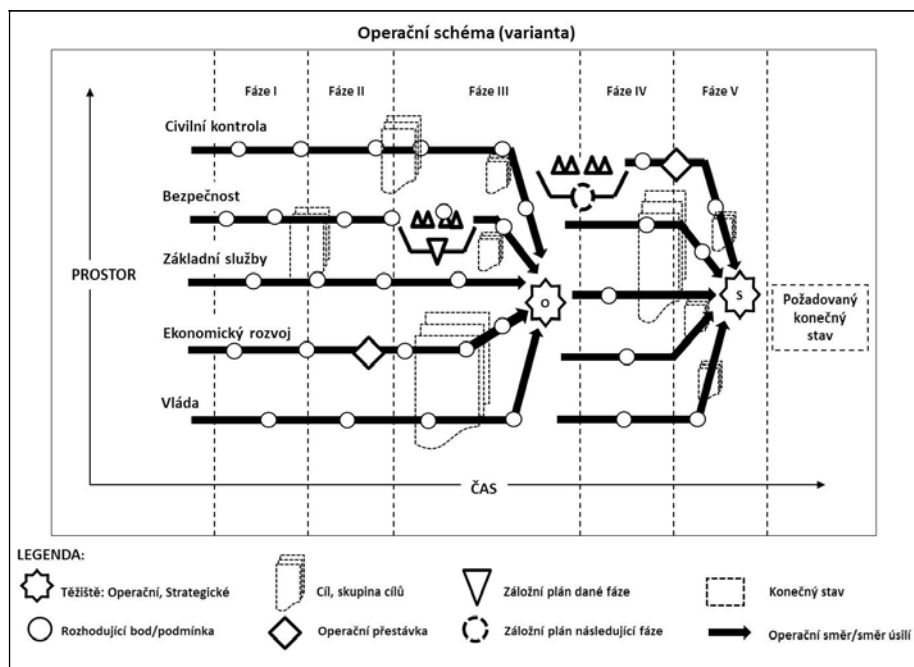 Operační schéma (varianta)
Fáze I
Fáze II
Fáze III
Fáze IV
Fáze V
Civilní kontrola
Bezpečnost
Základní služby
PROSTOR
O
S
Požadovaný
konečný
stav
Ekonomický rozvoj
Vláda
ČAS
LEGENDA:
Těžiště: Operační, Strategické
Cíl, skupina cílů
Záložní plán dané fáze
Konečný stav
Rozhodující bod/podmínka
Operační přestávka
Záložní plán následující fáze
Operační směr/směr úsilí